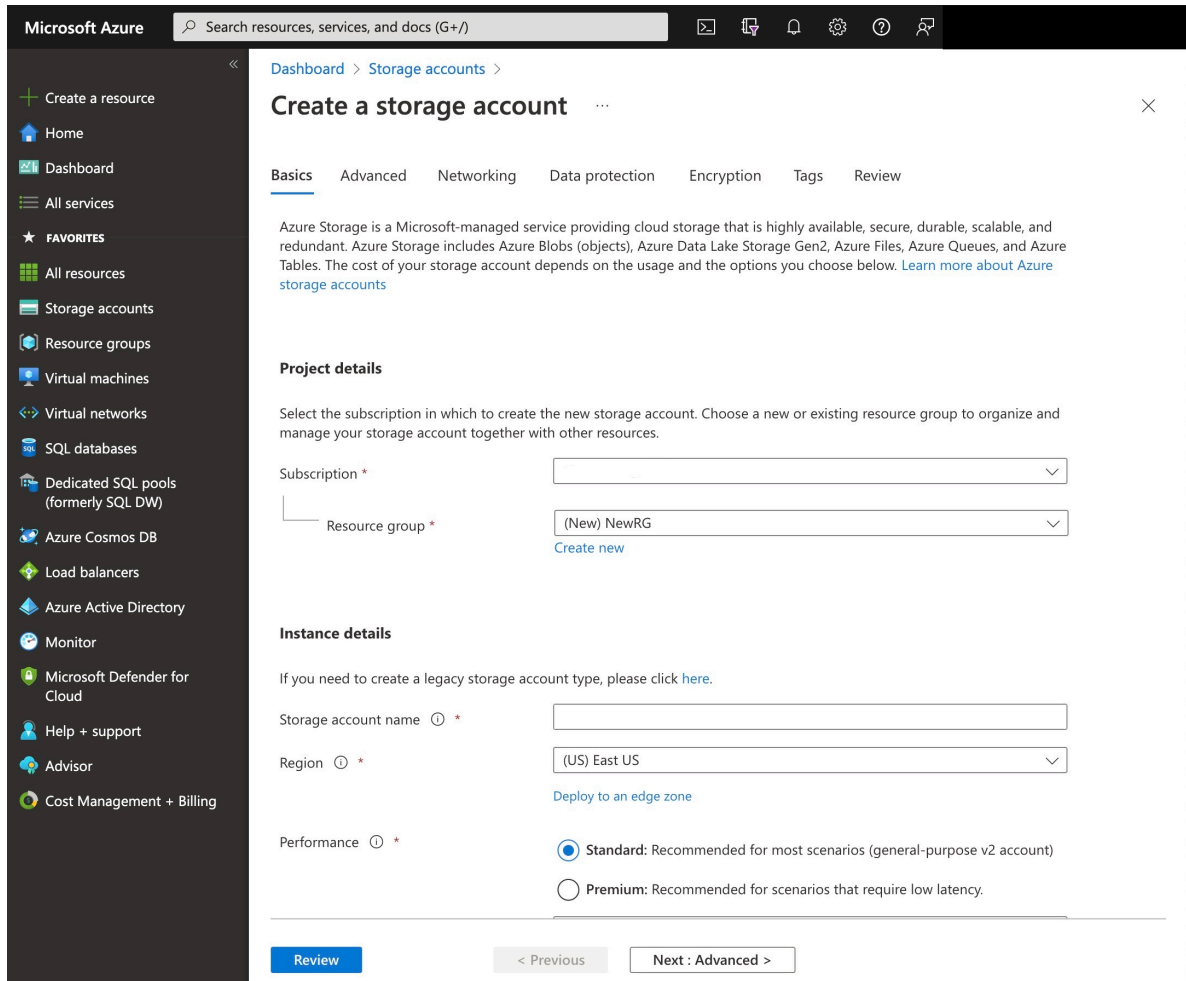 Microsoft Azure
Search resources, services, and docs (G+/)
Create a resource
Home
Dashboard
All services
FAVORITES
All resources
Storage accounts
Resource groups
Virtual machines
Virtual networks
SQL databases
Dedicated SQL pools
(formerly SQL DW)
Azure Cosmos DB
Load balancers
Azure Active Directory
Monitor
Microsoft Defender for
Cloud
Help + support
Advisor
Cost Management + Billing
Dashboard > Storage accounts >
Create a storage account ...
Basics Advanced Networking Data protection Encryption Tags Review
Azure Storage is a Microsoft-managed service providing cloud storage that is highly available, secure, durable, scalable, and
redundant. Azure Storage includes Azure Blobs (objects), Azure Data Lake Storage Gen2, Azure Files, Azure Queues, and Azure
Tables. The cost of your storage account depends on the usage and the options you choose below. Learn more about Azure
storage accounts
Project details
Select the subscription in which to create the new storage account. Choose a new or existing resource group to organize and
manage your storage account together with other resources.
Subscription *
Resource group * (New) NewRG
Create new
Instance details
If you need to create a legacy storage account type, please click here.
Storage account name *
Region * (US) East US
Deploy to an edge zone
Performance * Standard: Recommended for most scenarios (general-purpose v2 account)
Premium: Recommended for scenarios that require low latency.
Review < Previous Next : Advanced >